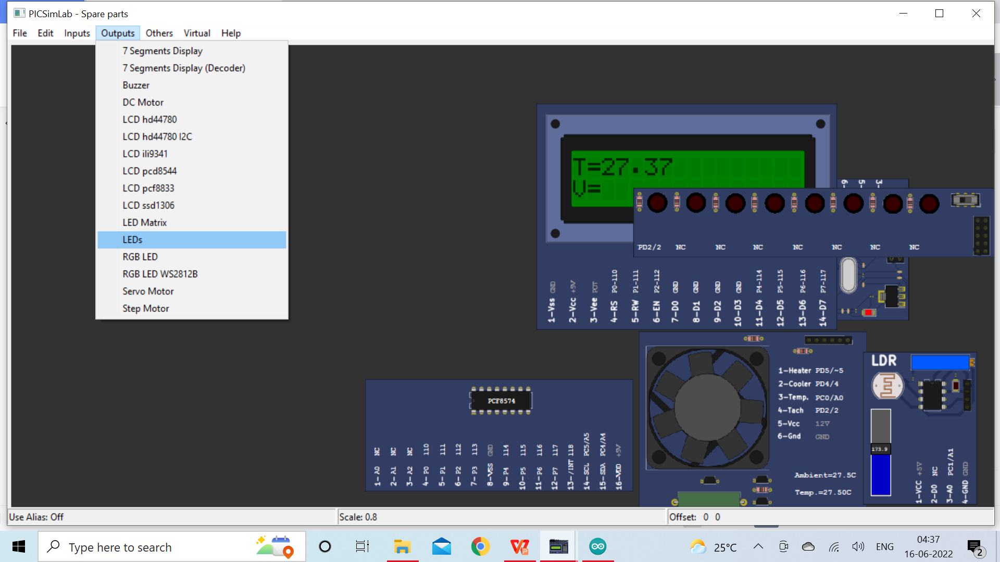 PICSimLab - Spare parts
File Edit Inputs Outputs Others Virtual Help
7 Segments Display
7 Segments Display (Decoder)
Buzzer
DC Motor
LCD hd44780
LCD hd44780 I2C
LCD ili9341
LCD pcd8544
LCD pcf8833
LCD ssd1306
LED Matrix
LEDs
RGB LED
RGB LED WS2812B
Servo Motor
Step Motor
T=27.37
V=
6-
5-
3-
PD2/2 NC NC NC NC NC NC NC
1-Vss GND
2-Vcc +5V
3-Vee POT
4-RS P0-110
5-RW P1-111
6-EN P2-112
7-D0 GND
8-D1 GND
9-D2 GND
10-D3 GND
11-D4 P4-114
12-D5 P5-115
13-D6 P6-116
14-D7 P7-117
PCF8574
1-A0 NC
2-A1 NC
3-A2 NC
4-P0 110
5-P1 111
6-P2 112
7-P3 113
8-VSS GND
9-P4 114
10-P5 115
11-P6 116
12-P7 117
13-/INT 118
14-SCL PC5/A5
15-SDA PC4/A4
16-VDD +5V
1-Heater PD5/~5
2-Cooler PD4/4
3-Temp. PC0/A0
4-Tach PD2/2
5-Vcc 12V
6-Gnd GND
Ambient=27.5C
Temp.=27.50C
LDR
173.9
1-VCC +5V
2-D0 NC
3-A0 PC1/A1
4-GND GND
Use Alias: Off
Scale: 0.8
Offset: 0 0
Type here to search
25°C
ENG
04:37
16-06-2022
2